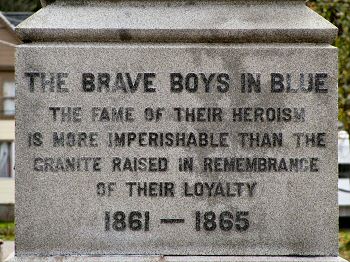 THE BRAVE BOYS IN BLUE
THE FAME OF THEIR HEROISM
IS MORE IMPERISHABLE THAN THE
GRANITE RAISED IN REMEMBRANCE
OF THEIR LOYALTY
1861 — 1865